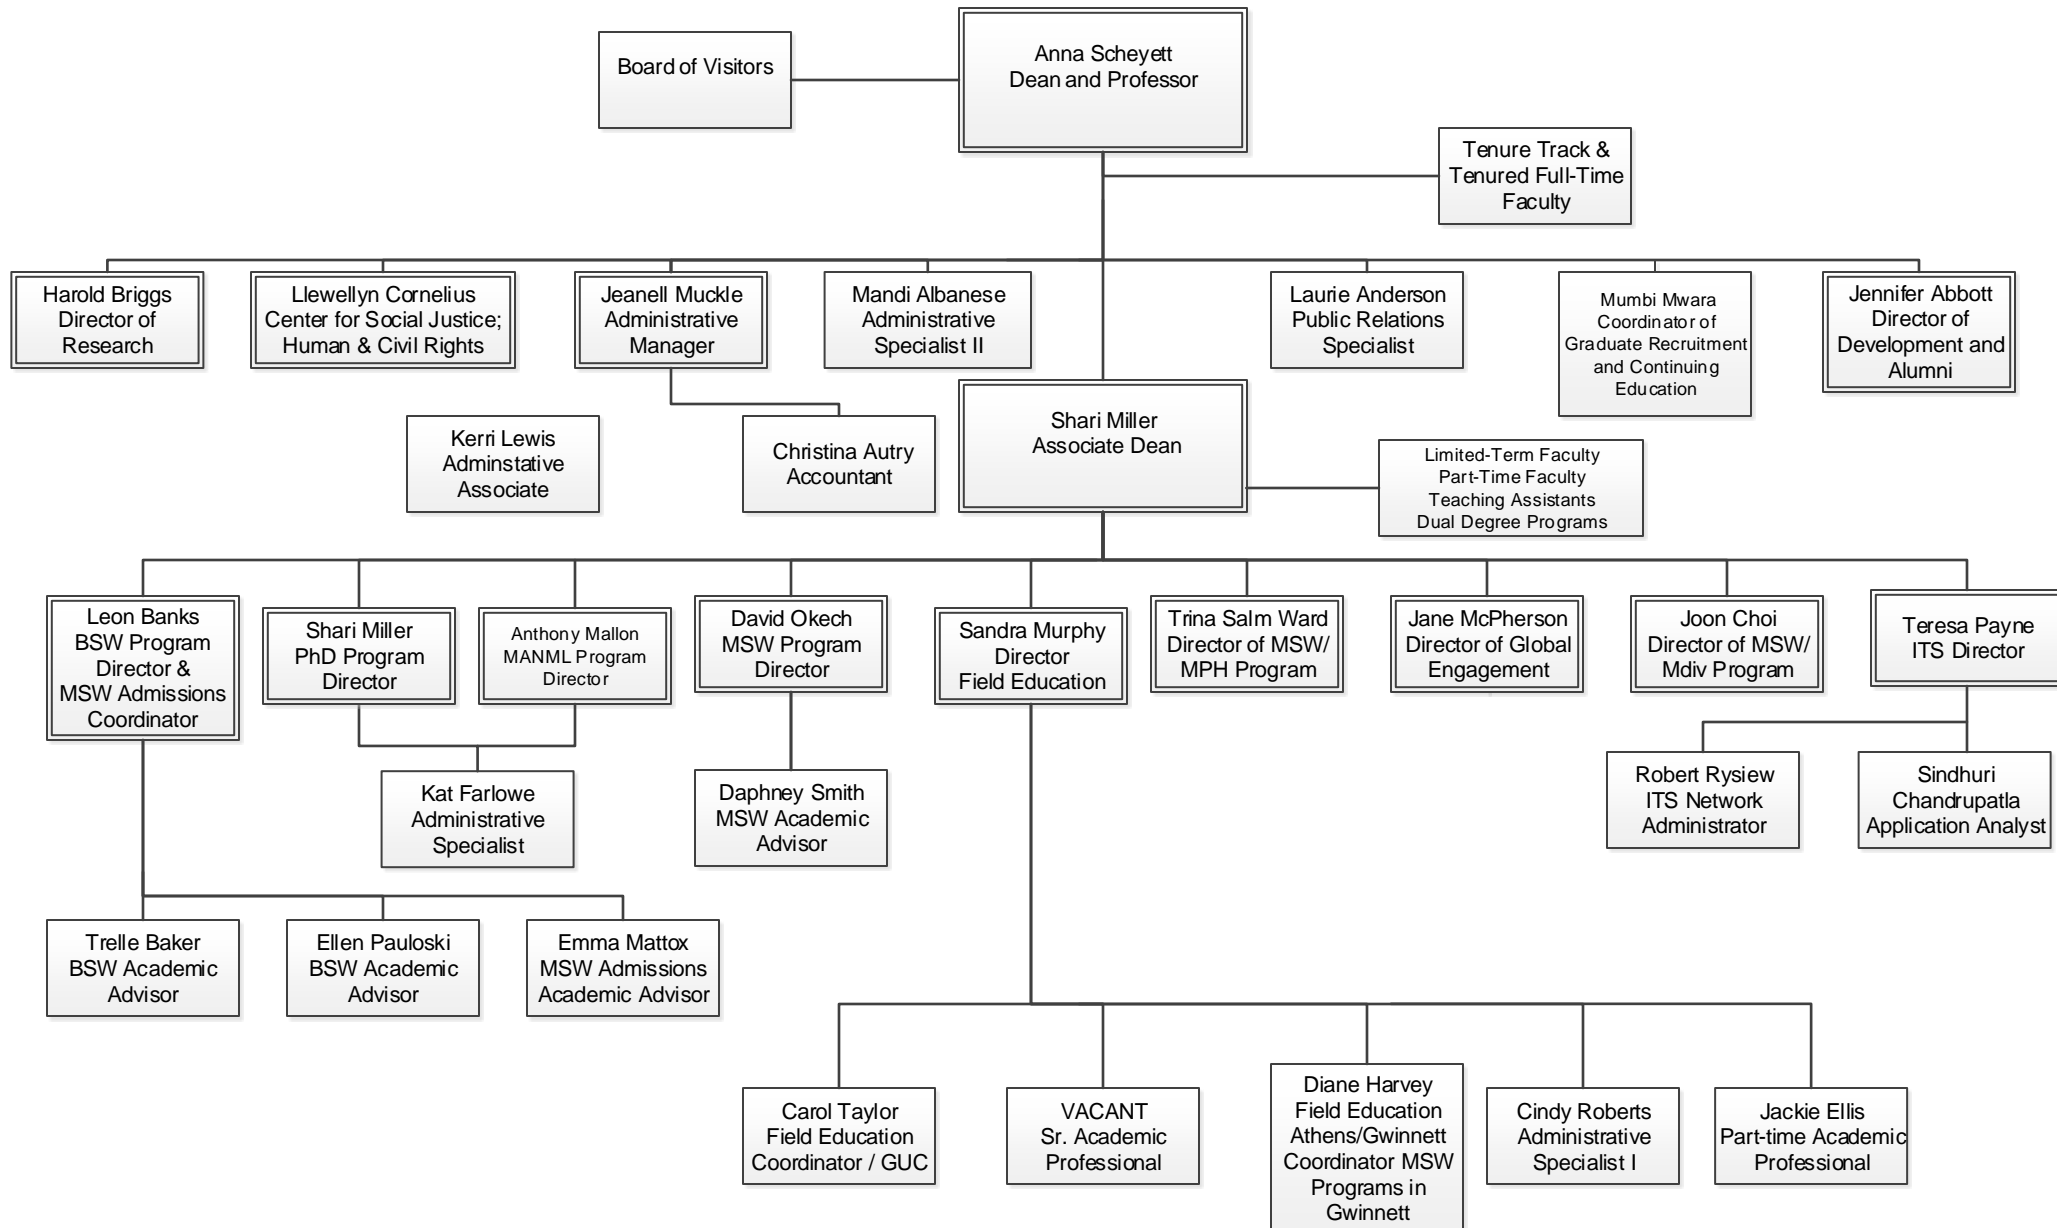 Board of Visitors
Anna Scheyett
Dean and Professor
Tenure Track &
Tenured Full-Time
Faculty
Harold Briggs
Director of
Research
Llewellyn Cornelius
Center for Social Justice;
Human & Civil Rights
Jeanell Muckle
Administrative
Manager
Mandi Albanese
Administrative
Specialist II
Laurie Anderson
Public Relations
Specialist
Mumbi Mwara
Coordinator of
Graduate Recruitment
and Continuing
Education
Jennifer Abbott
Director of
Development and
Alumni
Kerri Lewis
Adminstative
Associate
Christina Autry
Accountant
Shari Miller
Associate Dean
Limited-Term Faculty
Part-Time Faculty
Teaching Assistants
Dual Degree Programs
Leon Banks
BSW Program
Director &
MSW Admissions
Coordinator
Shari Miller
PhD Program
Director
Anthony Mallon
MANML Program
Director
David Okech
MSW Program
Director
Sandra Murphy
Director
Field Education
Trina Salm Ward
Director of MSW/
MPH Program
Jane McPherson
Director of Global
Engagement
Joon Choi
Director of MSW/
Mdiv Program
Teresa Payne
ITS Director
Kat Farlowe
Administrative
Specialist
Daphney Smith
MSW Academic
Advisor
Robert Rysiew
ITS Network
Administrator
Sindhuri
Chandrupatla
Application Analyst
Trelle Baker
BSW Academic
Advisor
Ellen Pauloski
BSW Academic
Advisor
Emma Mattox
MSW Admissions
Academic Advisor
Carol Taylor
Field Education
Coordinator / GUC
VACANT
Sr. Academic
Professional
Diane Harvey
Field Education
Athens/Gwinnett
Coordinator MSW
Programs in
Gwinnett
Cindy Roberts
Administrative
Specialist I
Jackie Ellis
Part-time Academic
Professional